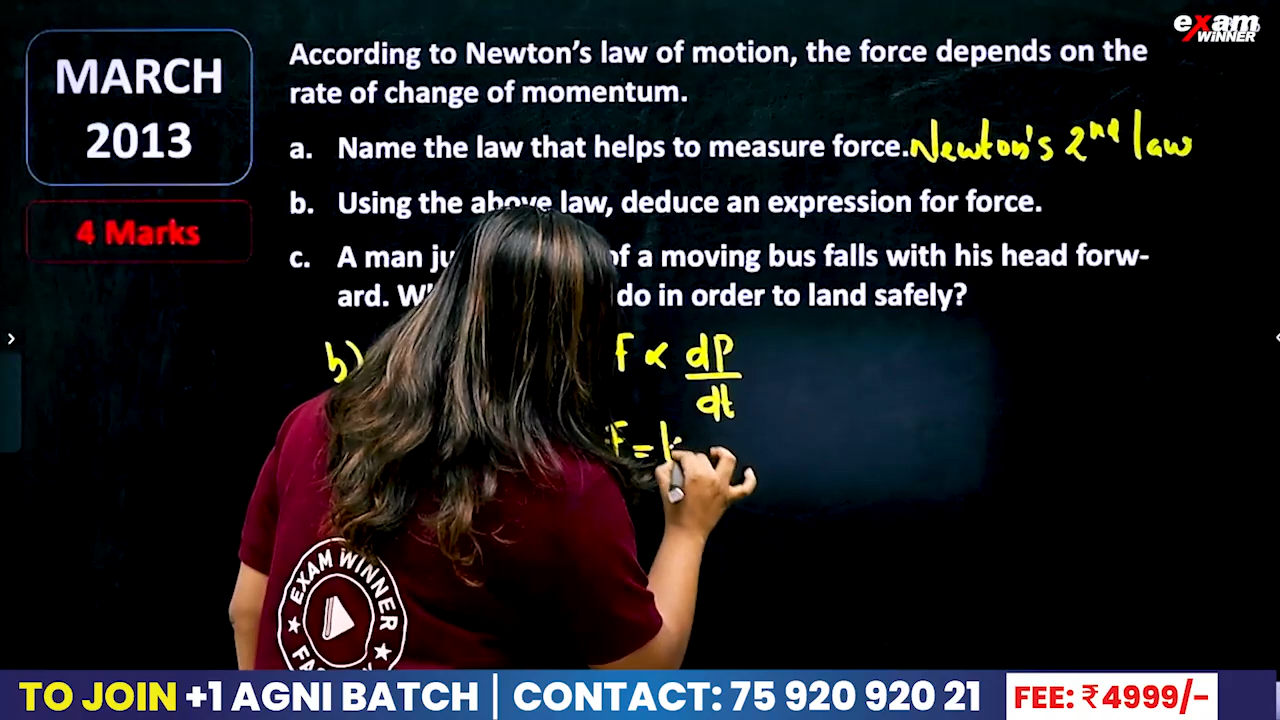 exam
WINNER
MARCH
2013
4 Marks
According to Newton's law of motion, the force depends on the
rate of change of momentum.
a. Name the law that helps to measure force. Newton's 2nd law
b. Using the above law, deduce an expression for force.
c. A man of a moving bus falls with his head forw-
ard. do in order to land safely?
b) F ∝ dP
dt
F =
EXAM WINNER
TO JOIN +1 AGNI BATCH | CONTACT: 75 920 920 21 FEE: ₹4999/-